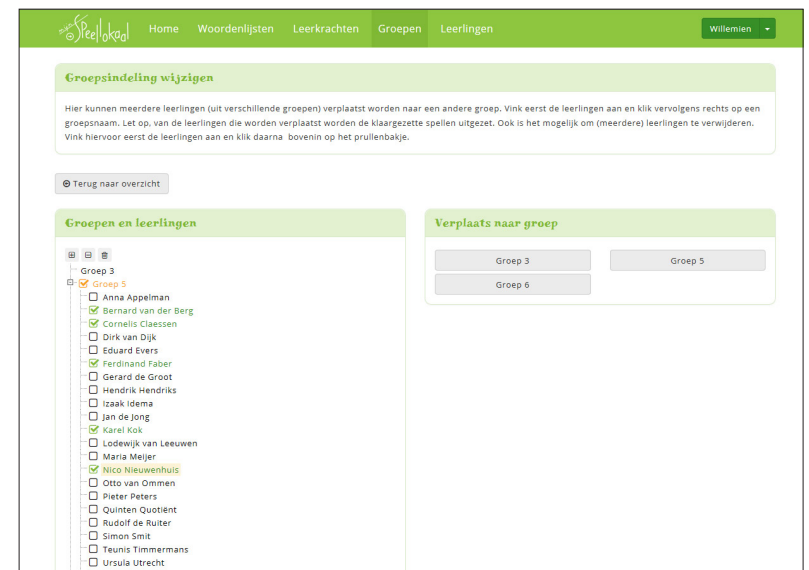 mijn Speellokaal
Home Woordenlijsten Leerkrachten Groepen Leerlingen
Willemien
Groepsindeling wijzigen
Hier kunnen meerdere leerlingen (uit verschillende groepen) verplaatst worden naar een andere groep. Vink eerst de leerlingen aan en klik vervolgens rechts op een
groepsnaam. Let op, van de leerlingen die worden verplaatst worden de klaargezette spellen uitgezet. Ook is het mogelijk om (meerdere) leerlingen te verwijderen.
Vink hiervoor eerst de leerlingen aan en klik daarna bovenin op het prullenbakje.
Terug naar overzicht
Groepen en leerlingen
Groep 3
Groep 5
Anna Appelman
Bernard van der Berg
Cornelis Claessen
Dirk van Dijk
Eduard Evers
Ferdinand Faber
Gerard de Groot
Hendrik Hendriks
Izaak Idema
Jan de Jong
Karel Kok
Lodewijk van Leeuwen
Maria Meijer
Nico Nieuwenhuis
Otto van Ommen
Pieter Peters
Quinten Quotiënt
Rudolf de Ruiter
Simon Smit
Teunis Timmermans
Ursula Utrecht
Verplaats naar groep
Groep 3 Groep 5
Groep 6